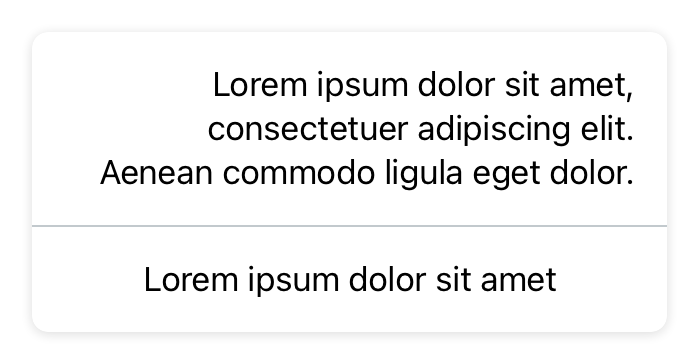 Lorem ipsum dolor sit amet,
consectetuer adipiscing elit.
Aenean commodo ligula eget dolor.
Lorem ipsum dolor sit amet